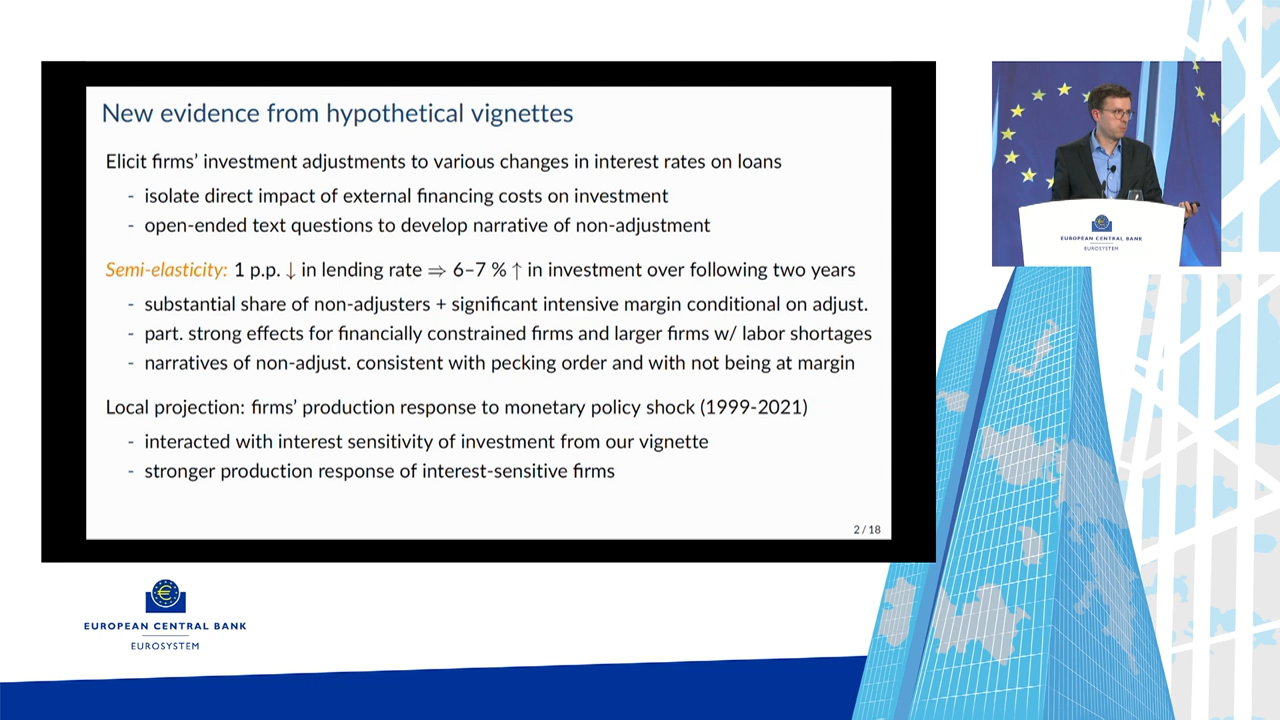 New evidence from hypothetical vignettes
Elicit firms' investment adjustments to various changes in interest rates on loans
- isolate direct impact of external financing costs on investment
- open-ended text questions to develop narrative of non-adjustment
Semi-elasticity: 1 p.p. ↓ in lending rate ⇒ 6–7 % ↑ in investment over following two years
- substantial share of non-adjusters + significant intensive margin conditional on adjust.
- part. strong effects for financially constrained firms and larger firms w/ labor shortages
- narratives of non-adjust. consistent with pecking order and with not being at margin
Local projection: firms' production response to monetary policy shock (1999-2021)
- interacted with interest sensitivity of investment from our vignette
- stronger production response of interest-sensitive firms
2 / 18
EUROPEAN CENTRAL BANK
EUROSYSTEM
EUROPEAN CENTRAL BANK
EUROSYSTEM